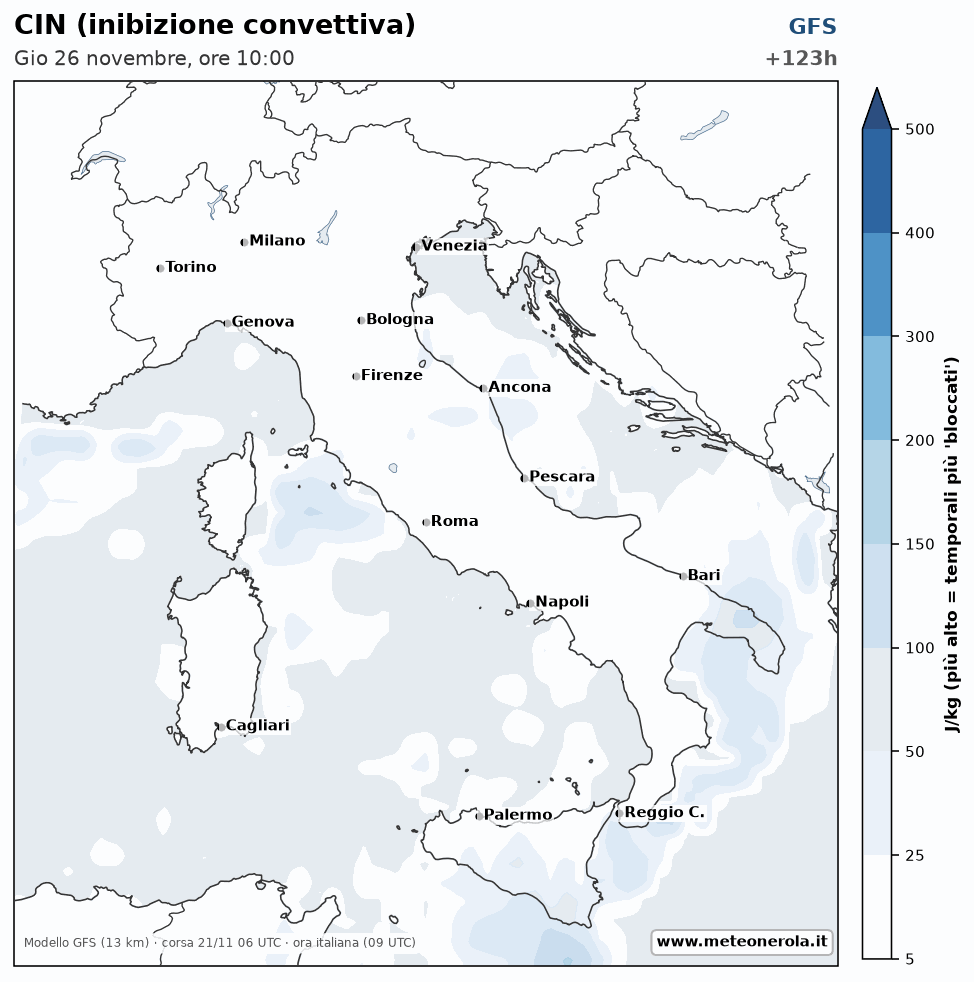 CIN (inibizione convettiva)
GFS
Gio 26 novembre, ore 10:00
+123h
Milano
Venezia
Torino
Genova
Bologna
Firenze
Ancona
Pescara
Roma
Bari
Napoli
Cagliari
Palermo
Reggio C.
Modello GFS (13 km) · corsa 21/11 06 UTC · ora italiana (09 UTC)
www.meteonerola.it
500
400
300
200
150
100
50
25
5
J/kg (più alto = temporali più 'bloccati')